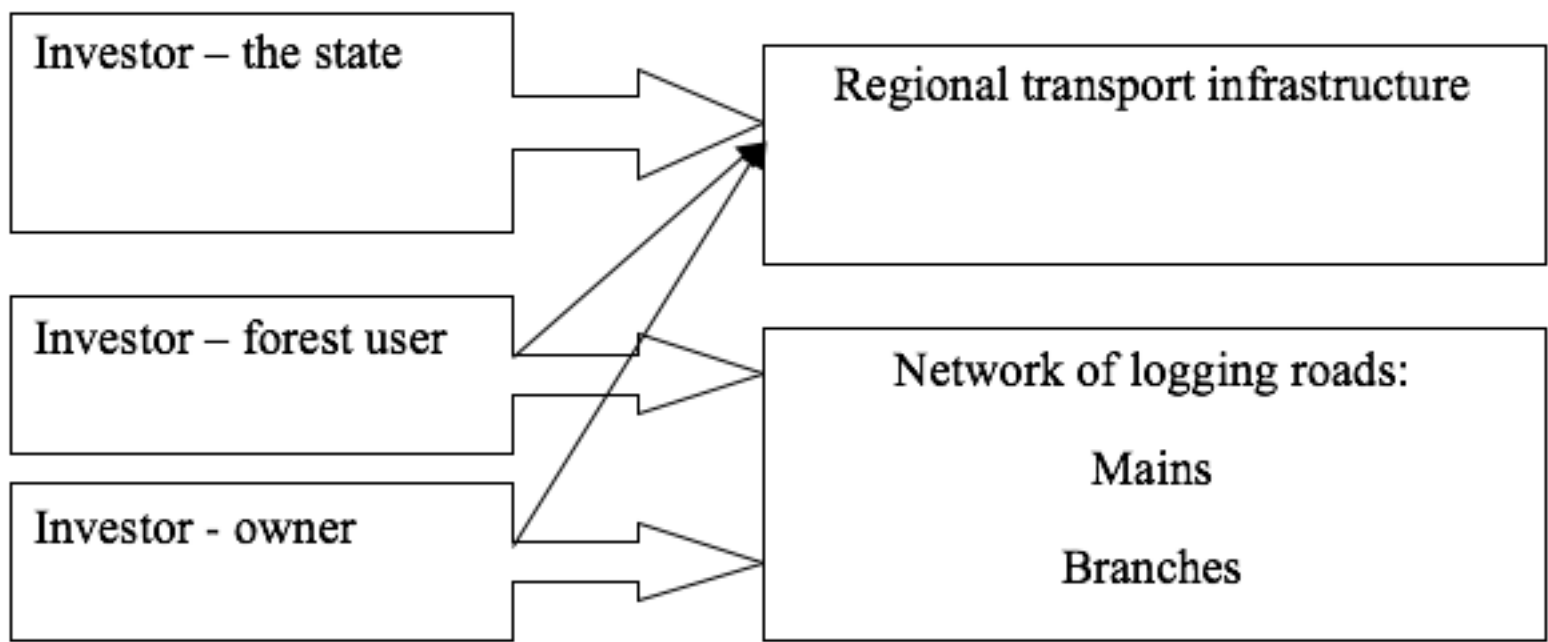 Investor – the state
Regional transport infrastructure
Investor – forest user
Network of logging roads:
Mains
Investor - owner
Branches